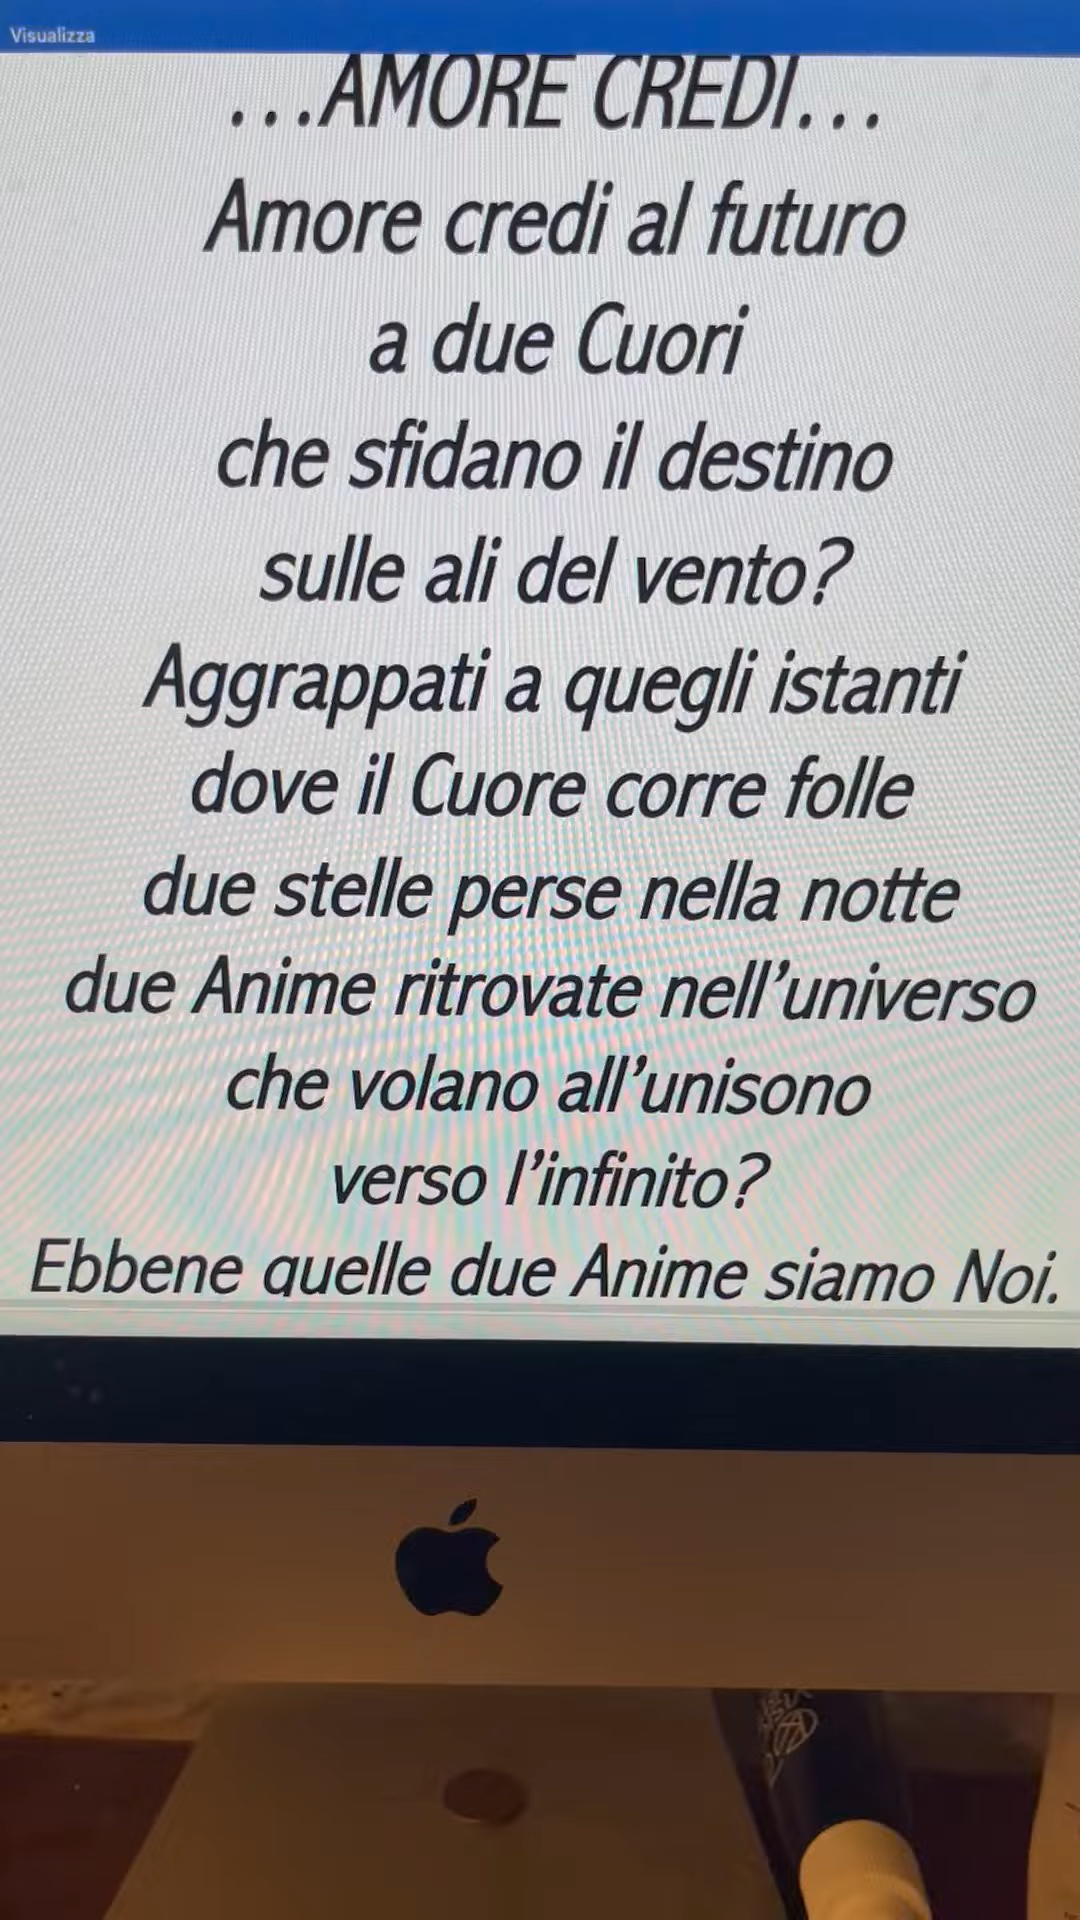 Visualizza
...AMORE CREDI...
Amore credi al futuro
a due Cuori
che sfidano il destino
sulle ali del vento?
Aggrappati a quegli istanti
dove il Cuore corre folle
due stelle perse nella notte
due Anime ritrovate nell'universo
che volano all'unisono
verso l'infinito?
Ebbene quelle due Anime siamo Noi.